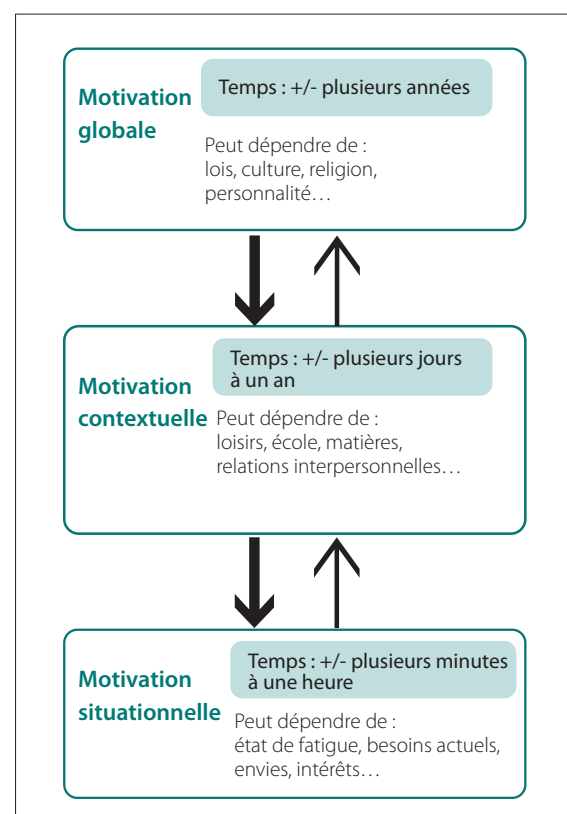 Motivation
globale
Temps : +/- plusieurs années
Peut dépendre de :
lois, culture, religion,
personnalité…
Motivation
contextuelle
Temps : +/- plusieurs jours
à un an
Peut dépendre de :
loisirs, école, matières,
relations interpersonnelles…
Motivation
situationnelle
Temps : +/- plusieurs minutes
à une heure
Peut dépendre de :
état de fatigue, besoins actuels,
envies, intérêts…